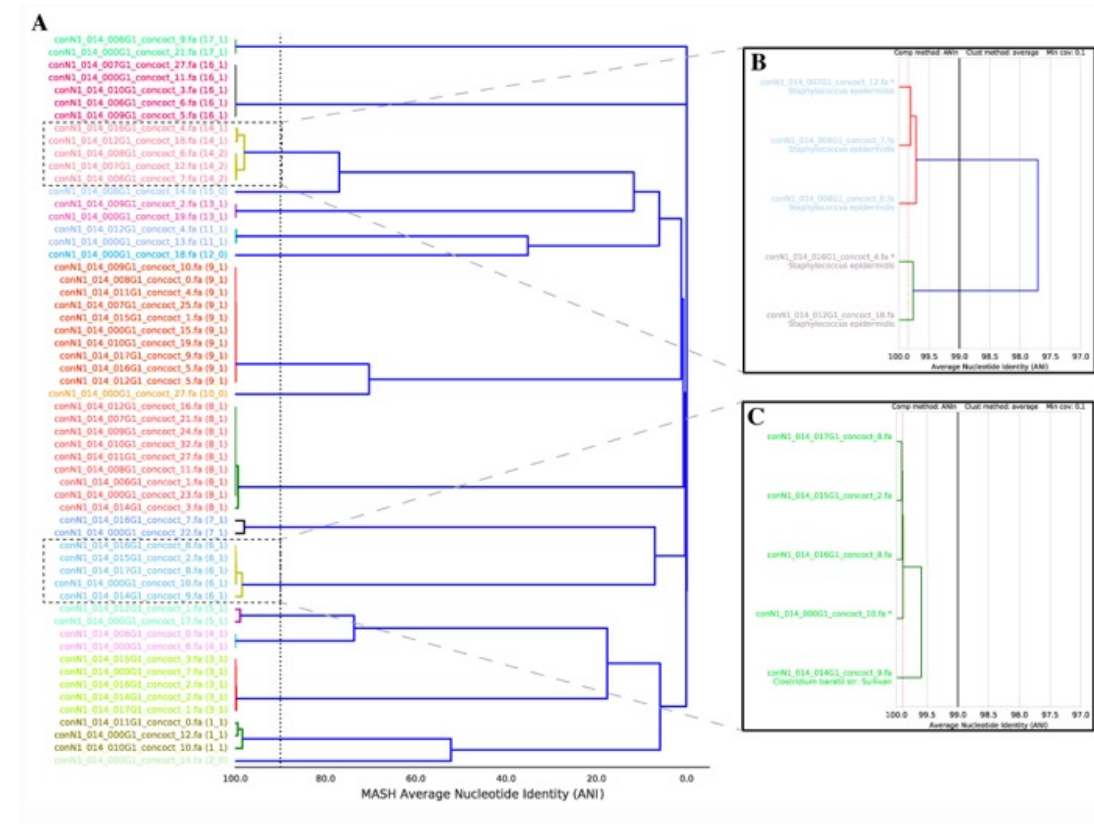 A
conN1_014_006G1_concoct_9.fa (17_1)
conN1_014_000G1_concoct_21.fa (17_1)
conN1_014_007G1_concoct_27.fa (16_1)
conN1_014_000G1_concoct_11.fa (16_1)
conN1_014_010G1_concoct_3.fa (16_1)
conN1_014_006G1_concoct_6.fa (16_1)
conN1_014_009G1_concoct_5.fa (16_1)
conN1_014_016G1_concoct_4.fa (14_1)
conN1_014_012G1_concoct_18.fa (14_1)
conN1_014_008G1_concoct_6.fa (14_2)
conN1_014_007G1_concoct_12.fa (14_2)
conN1_014_006G1_concoct_7.fa (14_2)
conN1_014_008G1_concoct_14.fa (15_0)
conN1_014_009G1_concoct_2.fa (13_1)
conN1_014_000G1_concoct_19.fa (13_1)
conN1_014_012G1_concoct_4.fa (11_1)
conN1_014_000G1_concoct_13.fa (11_1)
conN1_014_000G1_concoct_18.fa (12_0)
conN1_014_009G1_concoct_10.fa (9_1)
conN1_014_008G1_concoct_0.fa (9_1)
conN1_014_011G1_concoct_4.fa (9_1)
conN1_014_007G1_concoct_25.fa (9_1)
conN1_014_015G1_concoct_1.fa (9_1)
conN1_014_000G1_concoct_15.fa (9_1)
conN1_014_010G1_concoct_19.fa (9_1)
conN1_014_017G1_concoct_9.fa (9_1)
conN1_014_016G1_concoct_5.fa (9_1)
conN1_014_012G1_concoct_5.fa (9_1)
conN1_014_000G1_concoct_27.fa (10_0)
conN1_014_012G1_concoct_16.fa (8_1)
conN1_014_007G1_concoct_21.fa (8_1)
conN1_014_009G1_concoct_24.fa (8_1)
conN1_014_010G1_concoct_32.fa (8_1)
conN1_014_011G1_concoct_27.fa (8_1)
conN1_014_008G1_concoct_11.fa (8_1)
conN1_014_006G1_concoct_1.fa (8_1)
conN1_014_000G1_concoct_23.fa (8_1)
conN1_014_014G1_concoct_3.fa (8_1)
conN1_014_016G1_concoct_7.fa (7_1)
conN1_014_000G1_concoct_22.fa (7_1)
conN1_014_016G1_concoct_8.fa (6_1)
conN1_014_015G1_concoct_2.fa (6_1)
conN1_014_017G1_concoct_8.fa (6_1)
conN1_014_000G1_concoct_10.fa (6_1)
conN1_014_014G1_concoct_9.fa (6_1)
conN1_014_012G1_concoct_1.fa (5_1)
conN1_014_000G1_concoct_17.fa (5_1)
conN1_014_006G1_concoct_0.fa (4_1)
conN1_014_000G1_concoct_6.fa (4_1)
conN1_014_015G1_concoct_3.fa (3_1)
conN1_014_000G1_concoct_7.fa (3_1)
conN1_014_016G1_concoct_2.fa (3_1)
conN1_014_014G1_concoct_2.fa (3_1)
conN1_014_017G1_concoct_1.fa (3_1)
conN1_014_011G1_concoct_0.fa (1_1)
conN1_014_000G1_concoct_12.fa (1_1)
conN1_014_010G1_concoct_10.fa (1_1)
conN1_014_000G1_concoct_14.fa (2_0)
100.0 80.0 60.0 40.0 20.0 0.0
MASH Average Nucleotide Identity (ANI)
Comp method: ANIn Clust method: average Min cov: 0.1
B
conN1_014_007G1_concoct_12.fa *
Staphylococcus epidermidis
conN1_014_006G1_concoct_7.fa
Staphylococcus epidermidis
conN1_014_008G1_concoct_6.fa
Staphylococcus epidermidis
conN1_014_016G1_concoct_4.fa *
Staphylococcus epidermidis
conN1_014_012G1_concoct_18.fa
Staphylococcus epidermidis
100.0 99.5 99.0 98.5 98.0 97.5 97.0
Average Nucleotide Identity (ANI)
Comp method: ANIn Clust method: average Min cov: 0.1
C
conN1_014_017G1_concoct_8.fa
conN1_014_015G1_concoct_2.fa
conN1_014_016G1_concoct_8.fa
conN1_014_000G1_concoct_10.fa *
conN1_014_014G1_concoct_9.fa
Clostridium baratii str. Sullivan
100.0 99.5 99.0 98.5 98.0 97.5 97.0
Average Nucleotide Identity (ANI)